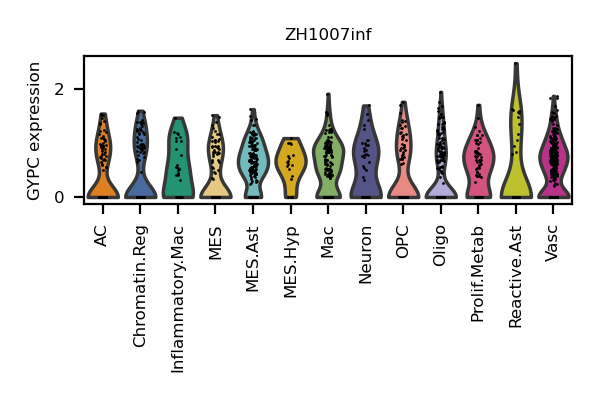 ZH1007inf
GYPC expression
2
0
AC
Chromatin.Reg
Inflammatory.Mac
MES
MES.Ast
MES.Hyp
Mac
Neuron
OPC
Oligo
Prolif.Metab
Reactive.Ast
Vasc